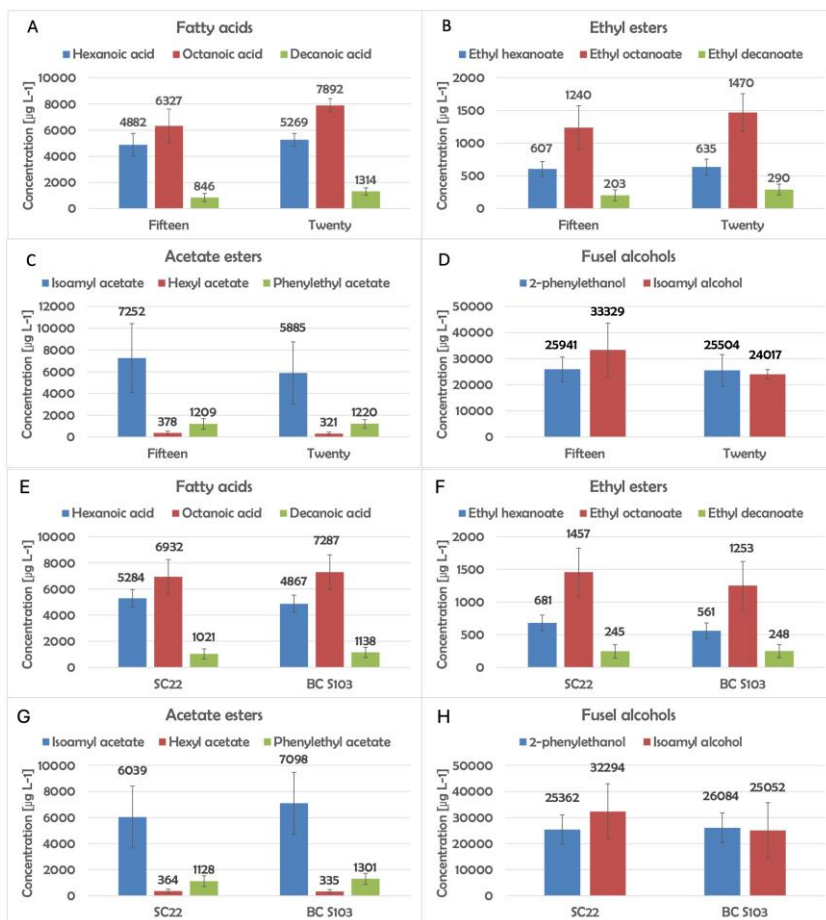 A
Fatty acids
Hexanoic acid Octanoic acid Decanoic acid
Concentration [µg L-1]
10000
8000
6000
4000
2000
0
4882
6327
846
5269
7892
1314
Fifteen
Twenty
B
Ethyl esters
Ethyl hexanoate Ethyl octanoate Ethyl decanoate
Concentration [µg L-1]
2000
1500
1000
500
0
607
1240
203
635
1470
290
Fifteen
Twenty
C
Acetate esters
Isoamyl acetate Hexyl acetate Phenylethyl acetate
Concentration [µg L-1]
12000
10000
8000
6000
4000
2000
0
7252
378
1209
5885
321
1220
Fifteen
Twenty
D
Fusel alcohols
2-phenylethanol Isoamyl alcohol
Concentration [µg L-1]
50000
40000
30000
20000
10000
0
25941
33329
25504
24017
Fifteen
Twenty
E
Fatty acids
Hexanoic acid Octanoic acid Decanoic acid
Concentration [µg L-1]
10000
8000
6000
4000
2000
0
5284
6932
1021
4867
7287
1138
SC22
BC S103
F
Ethyl esters
Ethyl hexanoate Ethyl octanoate Ethyl decanoate
Concentration [µg L-1]
2000
1500
1000
500
0
681
1457
245
561
1253
248
SC22
BC S103
G
Acetate esters
Isoamyl acetate Hexyl acetate Phenylethyl acetate
Concentration [µg L-1]
10000
8000
6000
4000
2000
0
6039
364
1128
7098
335
1301
SC22
BC S103
H
Fusel alcohols
2-phenylethanol Isoamyl alcohol
Concentration [µg L-1]
50000
40000
30000
20000
10000
0
25362
32294
26084
25052
SC22
BC S103